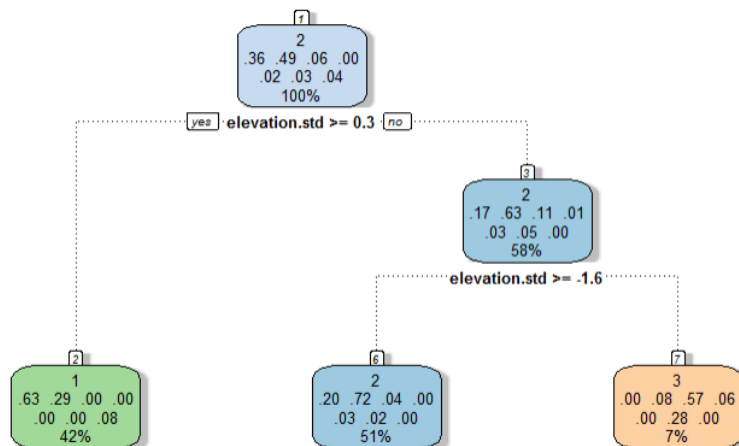 1
2
.36 .49 .06 .00
.02 .03 .04
100%
yes elevation.std >= 0.3 no
3
2
.17 .63 .11 .01
.03 .05 .00
58%
elevation.std >= -1.6
2
1
.63 .29 .00 .00
.00 .00 .08
42%
6
2
.20 .72 .04 .00
.03 .02 .00
51%
7
3
.00 .08 .57 .06
.00 .28 .00
7%